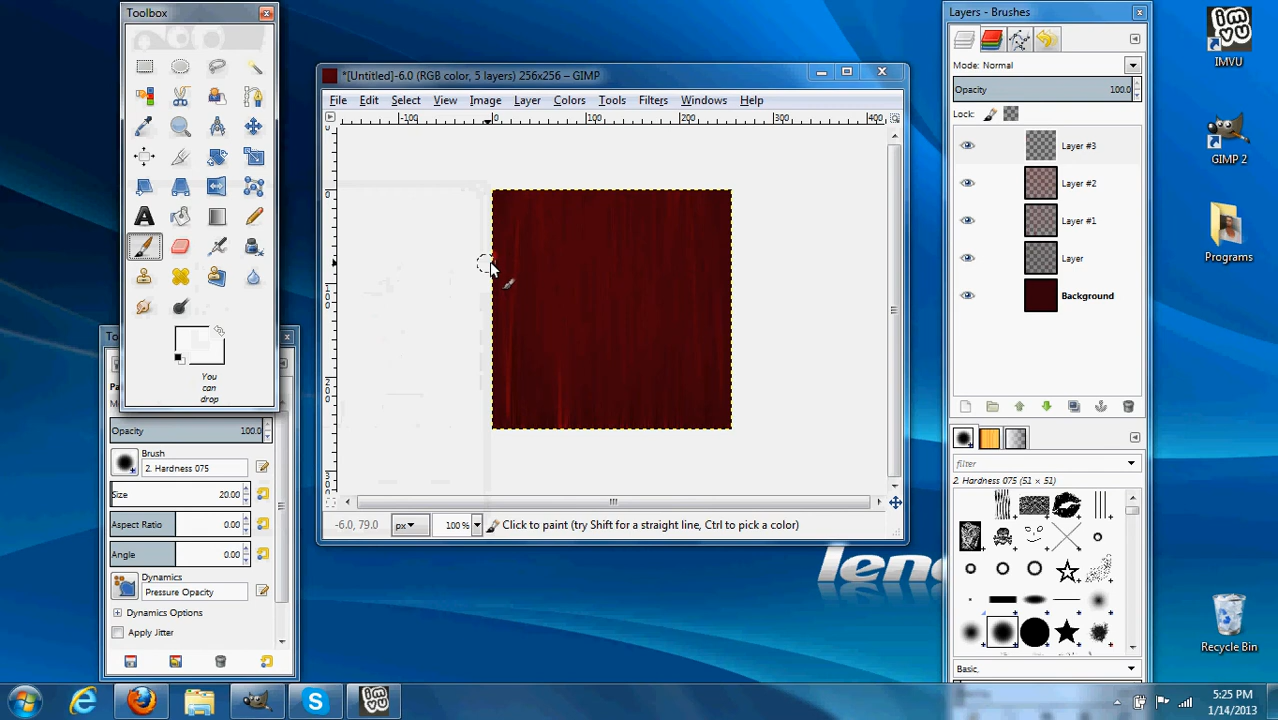 Toolbox
You
can
drop
Opacity 100.0
Brush
2. Hardness 075
Size 20.00
Aspect Ratio 0.00
Angle 0.00
Dynamics
Pressure Opacity
Dynamics Options
Apply Jitter
*[Untitled]-6.0 (RGB color, 5 layers) 256x256 – GIMP
File Edit Select View Image Layer Colors Tools Filters Windows Help
-100 0 100 200 300 400
0
100
200
-6.0, 79.0 px 100 % Click to paint (try Shift for a straight line, Ctrl to pick a color)
Layers - Brushes
Mode: Normal
Opacity 100.0
Lock:
Layer #3
Layer #2
Layer #1
Layer
Background
filter
2. Hardness 075 (51 × 51)
Basic,
imvu
IMVU
GIMP 2
Programs
Recycle Bin
5:25 PM
1/14/2013